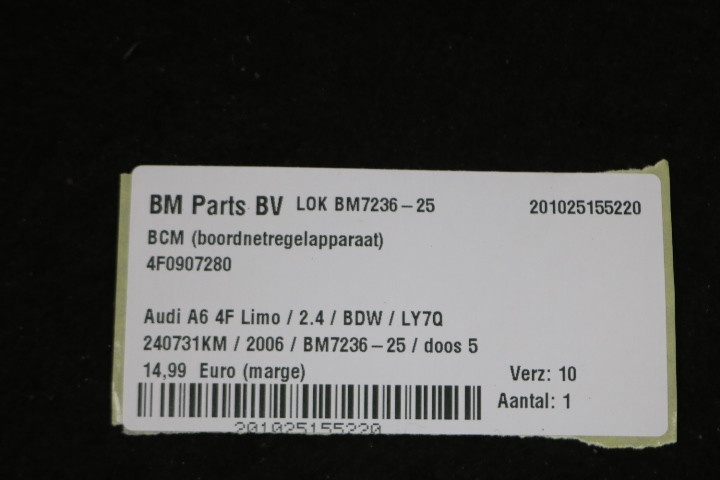 BM Parts BV LOK BM7236-25 201025155220
BCM (boordnetregelapparaat)
4F0907280
Audi A6 4F Limo / 2.4 / BDW / LY7Q
240731KM / 2006 / BM7236-25 / doos 5
14,99 Euro (marge) Verz: 10
Aantal: 1
201025155220